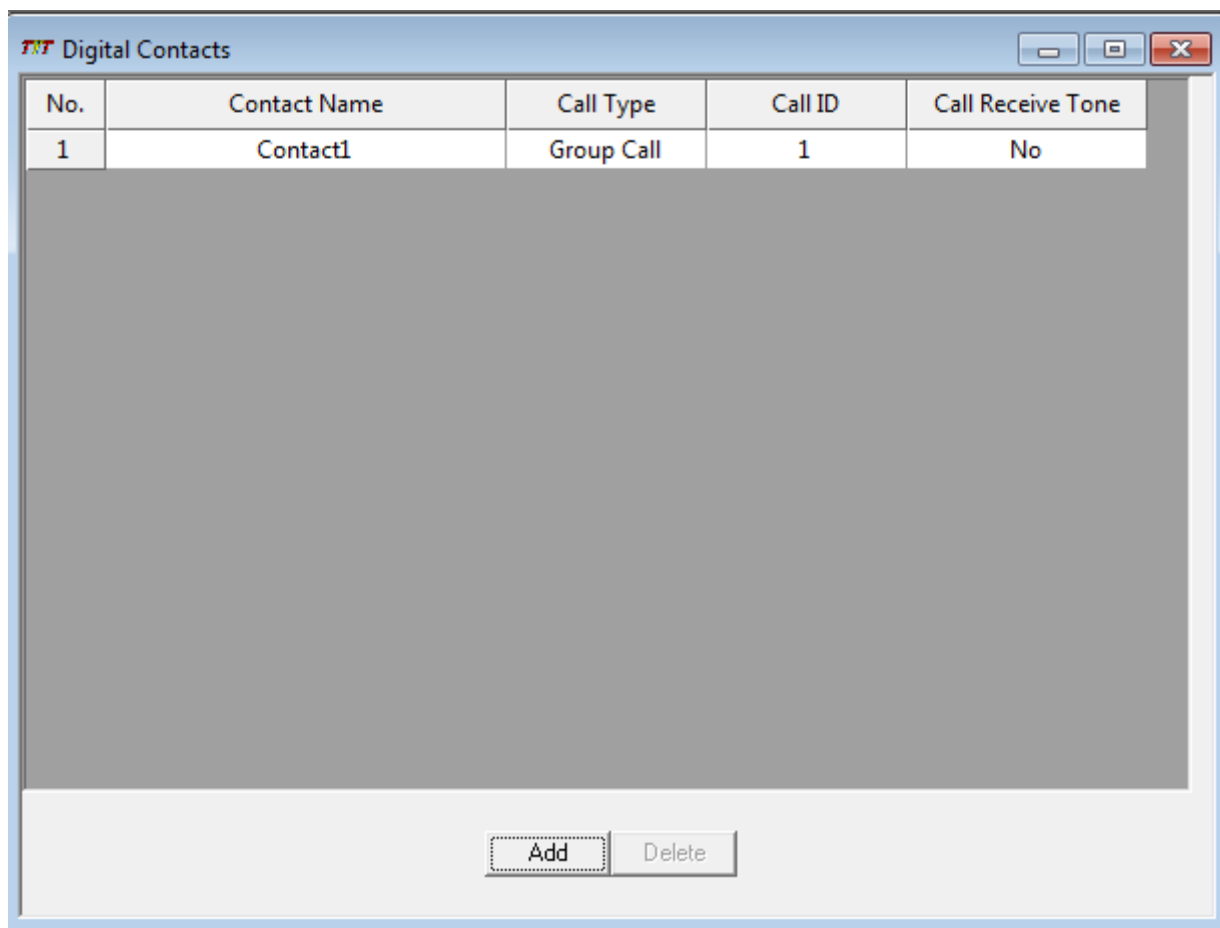 TYT Digital Contacts
No. Contact Name Call Type Call ID Call Receive Tone
1 Contact1 Group Call 1 No
Add Delete